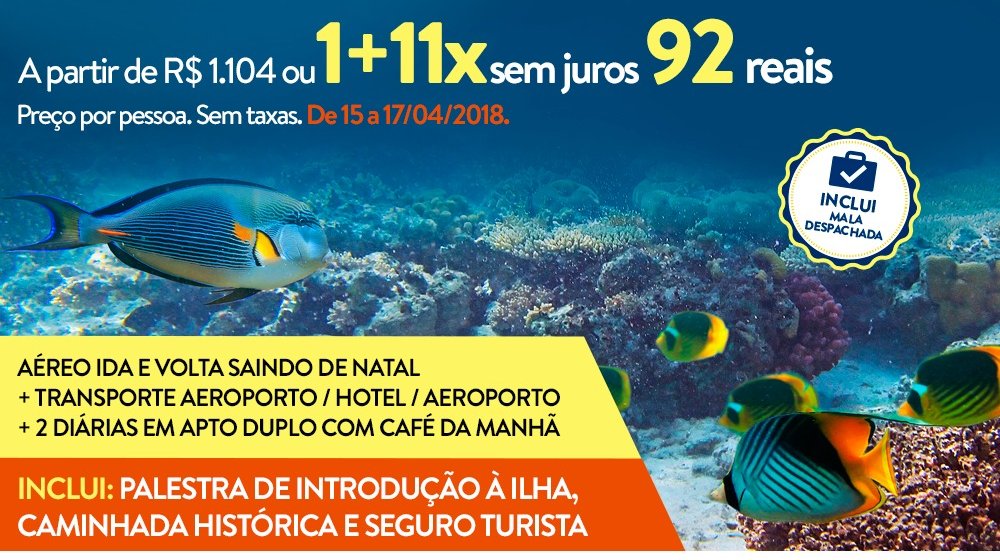 A partir de R$ 1.104 ou 1+11x sem juros 92 reais
Preço por pessoa. Sem taxas. De 15 a 17/04/2018.
INCLUI
MALA
DESPACHADA
AÉREO IDA E VOLTA SAINDO DE NATAL
+ TRANSPORTE AEROPORTO / HOTEL / AEROPORTO
+ 2 DIÁRIAS EM APTO DUPLO COM CAFÉ DA MANHÃ
INCLUI: PALESTRA DE INTRODUÇÃO À ILHA,
CAMINHADA HISTÓRICA E SEGURO TURISTA